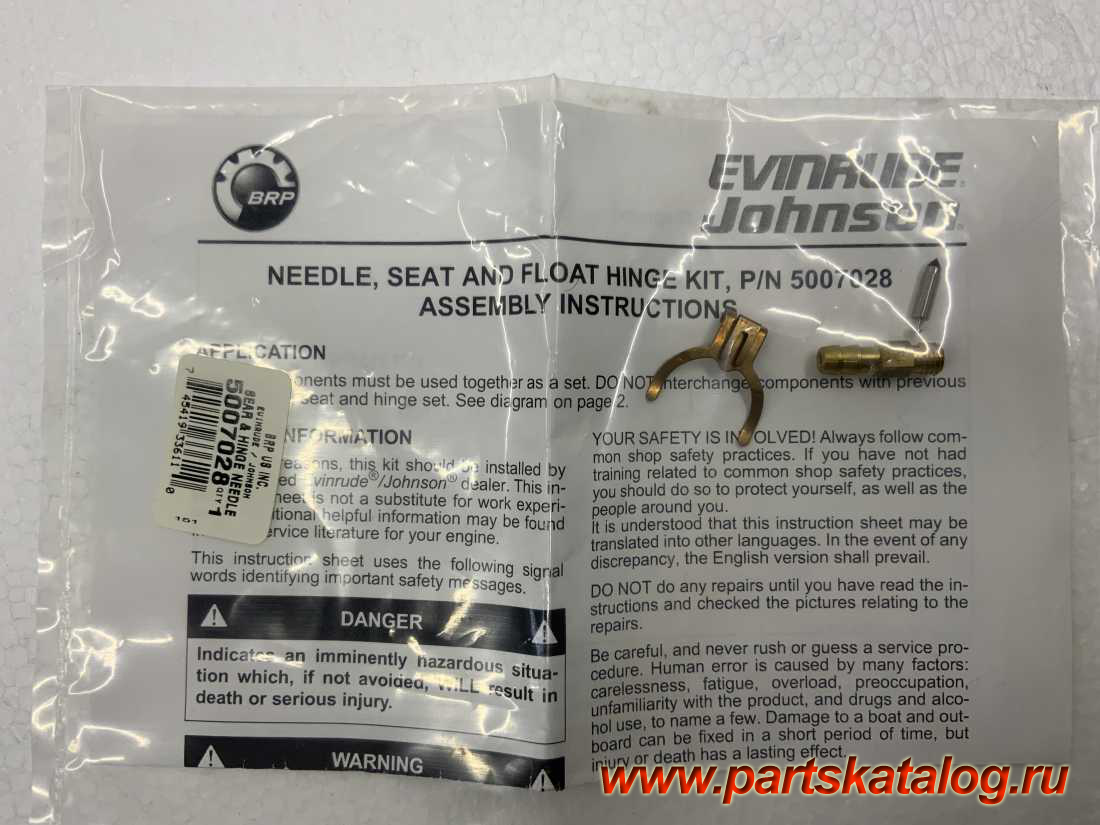 BRP
EVINRUDE
Johnson
NEEDLE, SEAT AND FLOAT HINGE KIT, P/N 5007028
ASSEMBLY INSTRUCTIONS
APPLICATION
must be used together as a set. DO NOT interchange components with previous
seat and hinge set. See diagram on page 2.
INFORMATION
reasons, this kit should be installed by
Evinrude®/Johnson® dealer. This in-
is not a substitute for work experi-
helpful information may be found
literature for your engine.
This instruction sheet uses the following signal
words identifying important safety messages.
DANGER
Indicates an imminently hazardous situa-
tion which, if not avoided, WILL result in
death or serious injury.
WARNING
YOUR SAFETY IS INVOLVED! Always follow com-
mon shop safety practices. If you have not had
training related to common shop safety practices,
you should do so to protect yourself, as well as the
people around you.
It is understood that this instruction sheet may be
translated into other languages. In the event of any
discrepancy, the English version shall prevail.
DO NOT do any repairs until you have read the in-
structions and checked the pictures relating to the
repairs.
Be careful, and never rush or guess a service pro-
cedure. Human error is caused by many factors:
carelessness, fatigue, overload, preoccupation,
unfamiliarity with the product, and drugs and alco-
hol use, to name a few. Damage to a boat and out-
board can be fixed in a short period of time, but
injury or death has a lasting effect.
BRP US INC.
EVINRUDE / JOHNSON
SEAR & HINGE NEEDLE
5007028 QTY 1
7 45419 33611 0
151
www.partskatalog.ru